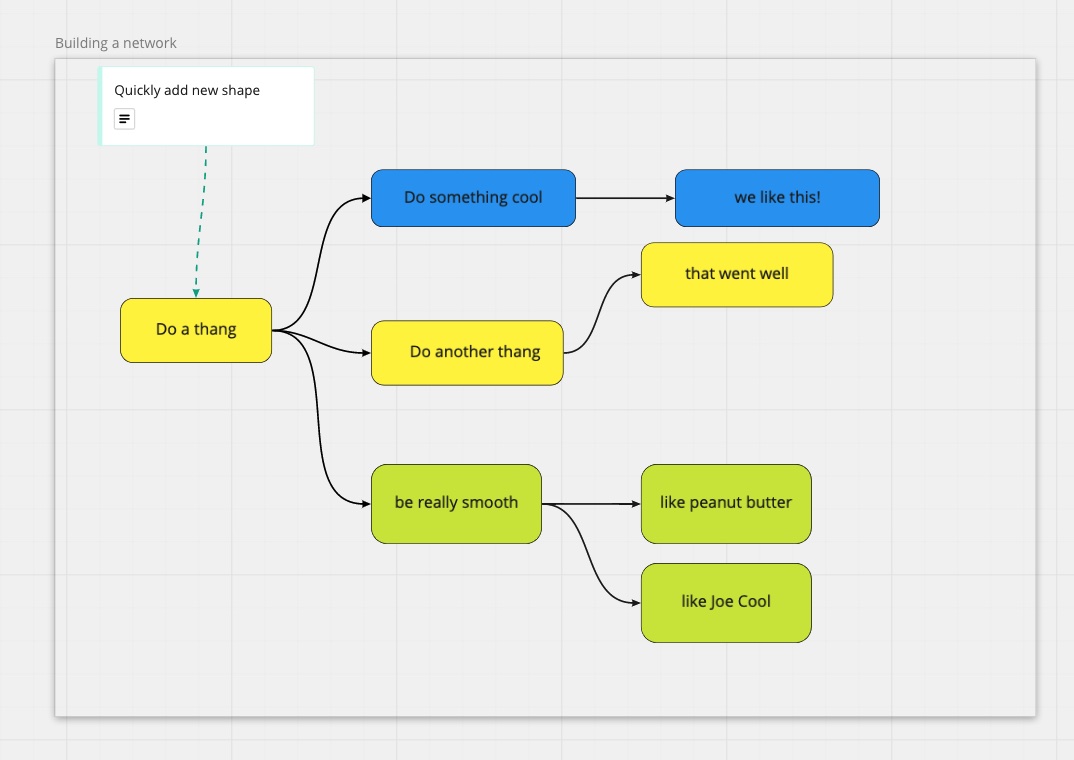 Building a network
Quickly add new shape
Do something cool
we like this!
that went well
Do a thang
Do another thang
be really smooth
like peanut butter
like Joe Cool